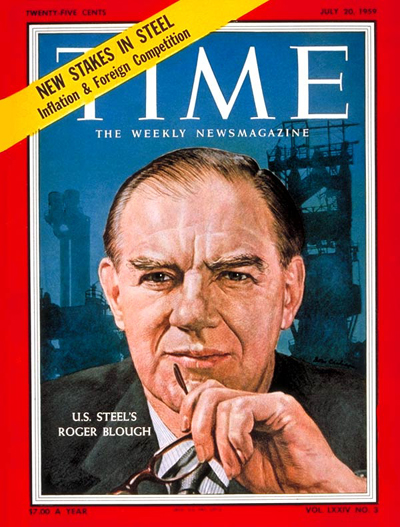 TWENTY-FIVE CENTS
JULY 20, 1959
NEW STAKES IN STEEL
Inflation & Foreign Competition
TIME
THE WEEKLY NEWSMAGAZINE
U.S. STEEL'S
ROGER BLOUGH
$7.00 A YEAR
VOL. LXXIV NO. 3